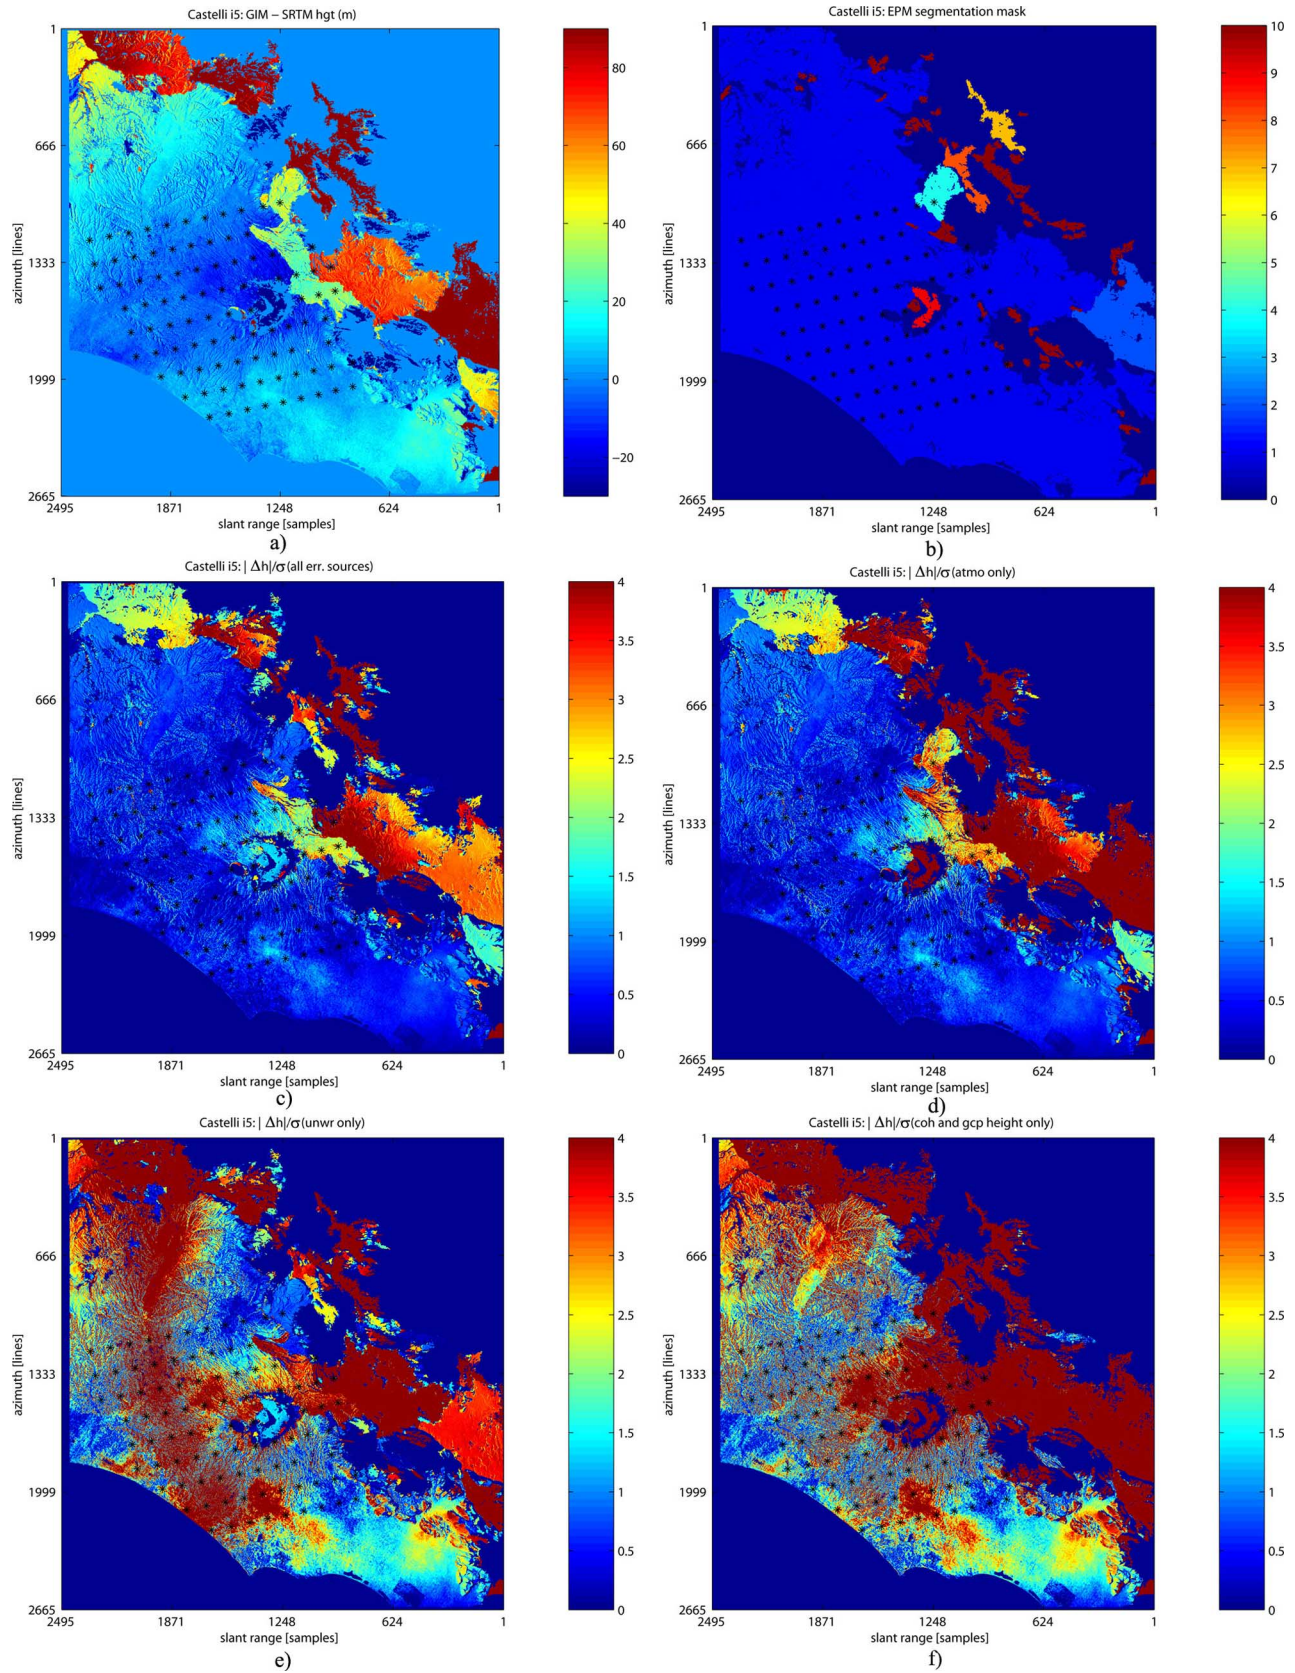 Castelli i5: GIM − SRTM hgt (m)
1
666
1333
1999
2665
azimuth [lines]
2495 1871 1248 624 1
slant range [samples]
80
60
40
20
0
−20
a)
Castelli i5: EPM segmentation mask
1
666
1333
1999
2665
azimuth [lines]
2495 1871 1248 624 1
slant range [samples]
10
9
8
7
6
5
4
3
2
1
0
b)
Castelli i5: | Δh|/σ(all err. sources)
1
666
1333
1999
2665
azimuth [lines]
2495 1871 1248 624 1
slant range [samples]
4
3.5
3
2.5
2
1.5
1
0.5
0
c)
Castelli i5: | Δh|/σ(atmo only)
1
666
1333
1999
2665
azimuth [lines]
2495 1871 1248 624 1
slant range [samples]
4
3.5
3
2.5
2
1.5
1
0.5
0
d)
Castelli i5: | Δh|/σ(unwr only)
1
666
1333
1999
2665
azimuth [lines]
2495 1871 1248 624 1
slant range [samples]
4
3.5
3
2.5
2
1.5
1
0.5
0
e)
Castelli i5: | Δh|/σ(coh and gcp height only)
1
666
1333
1999
2665
azimuth [lines]
2495 1871 1248 624 1
slant range [samples]
4
3.5
3
2.5
2
1.5
1
0.5
0
f)